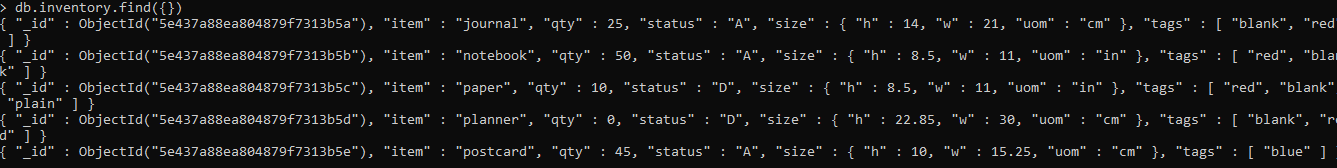 > db.inventory.find({})
{ "_id" : ObjectId("5e437a88ea804879f7313b5a"), "item" : "journal", "qty" : 25, "status" : "A", "size" : { "h" : 14, "w" : 21, "uom" : "cm" }, "tags" : [ "blank", "red"
] }
{ "_id" : ObjectId("5e437a88ea804879f7313b5b"), "item" : "notebook", "qty" : 50, "status" : "A", "size" : { "h" : 8.5, "w" : 11, "uom" : "in" }, "tags" : [ "red", "blan
k" ] }
{ "_id" : ObjectId("5e437a88ea804879f7313b5c"), "item" : "paper", "qty" : 10, "status" : "D", "size" : { "h" : 8.5, "w" : 11, "uom" : "in" }, "tags" : [ "red", "blank",
"plain" ] }
{ "_id" : ObjectId("5e437a88ea804879f7313b5d"), "item" : "planner", "qty" : 0, "status" : "D", "size" : { "h" : 22.85, "w" : 30, "uom" : "cm" }, "tags" : [ "blank", "re
d" ] }
{ "_id" : ObjectId("5e437a88ea804879f7313b5e"), "item" : "postcard", "qty" : 45, "status" : "A", "size" : { "h" : 10, "w" : 15.25, "uom" : "cm" }, "tags" : [ "blue" ]